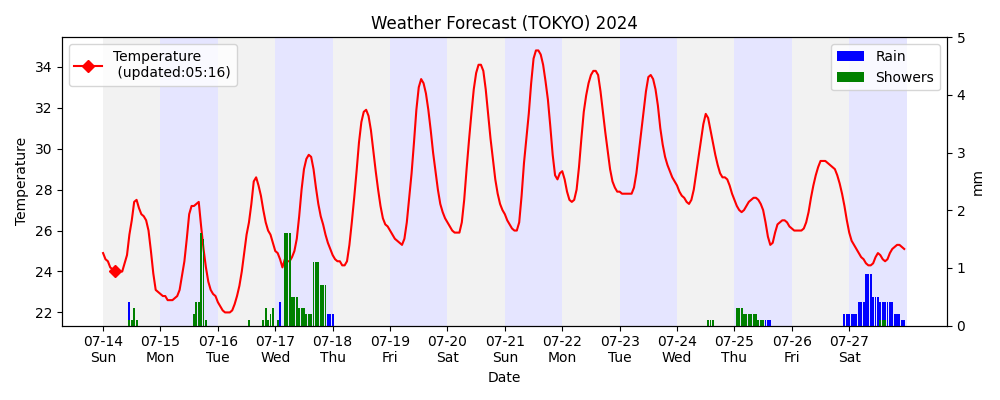 Weather Forecast (TOKYO) 2024
Temperature
(updated:05:16)
Rain
Showers
Temperature
34
32
30
28
26
24
22
5
4
3
2
1
0
mm
07-14 07-15 07-16 07-17 07-18 07-19 07-20 07-21 07-22 07-23 07-24 07-25 07-26 07-27
Sun Mon Tue Wed Thu Fri Sat Sun Mon Tue Wed Thu Fri Sat
Date